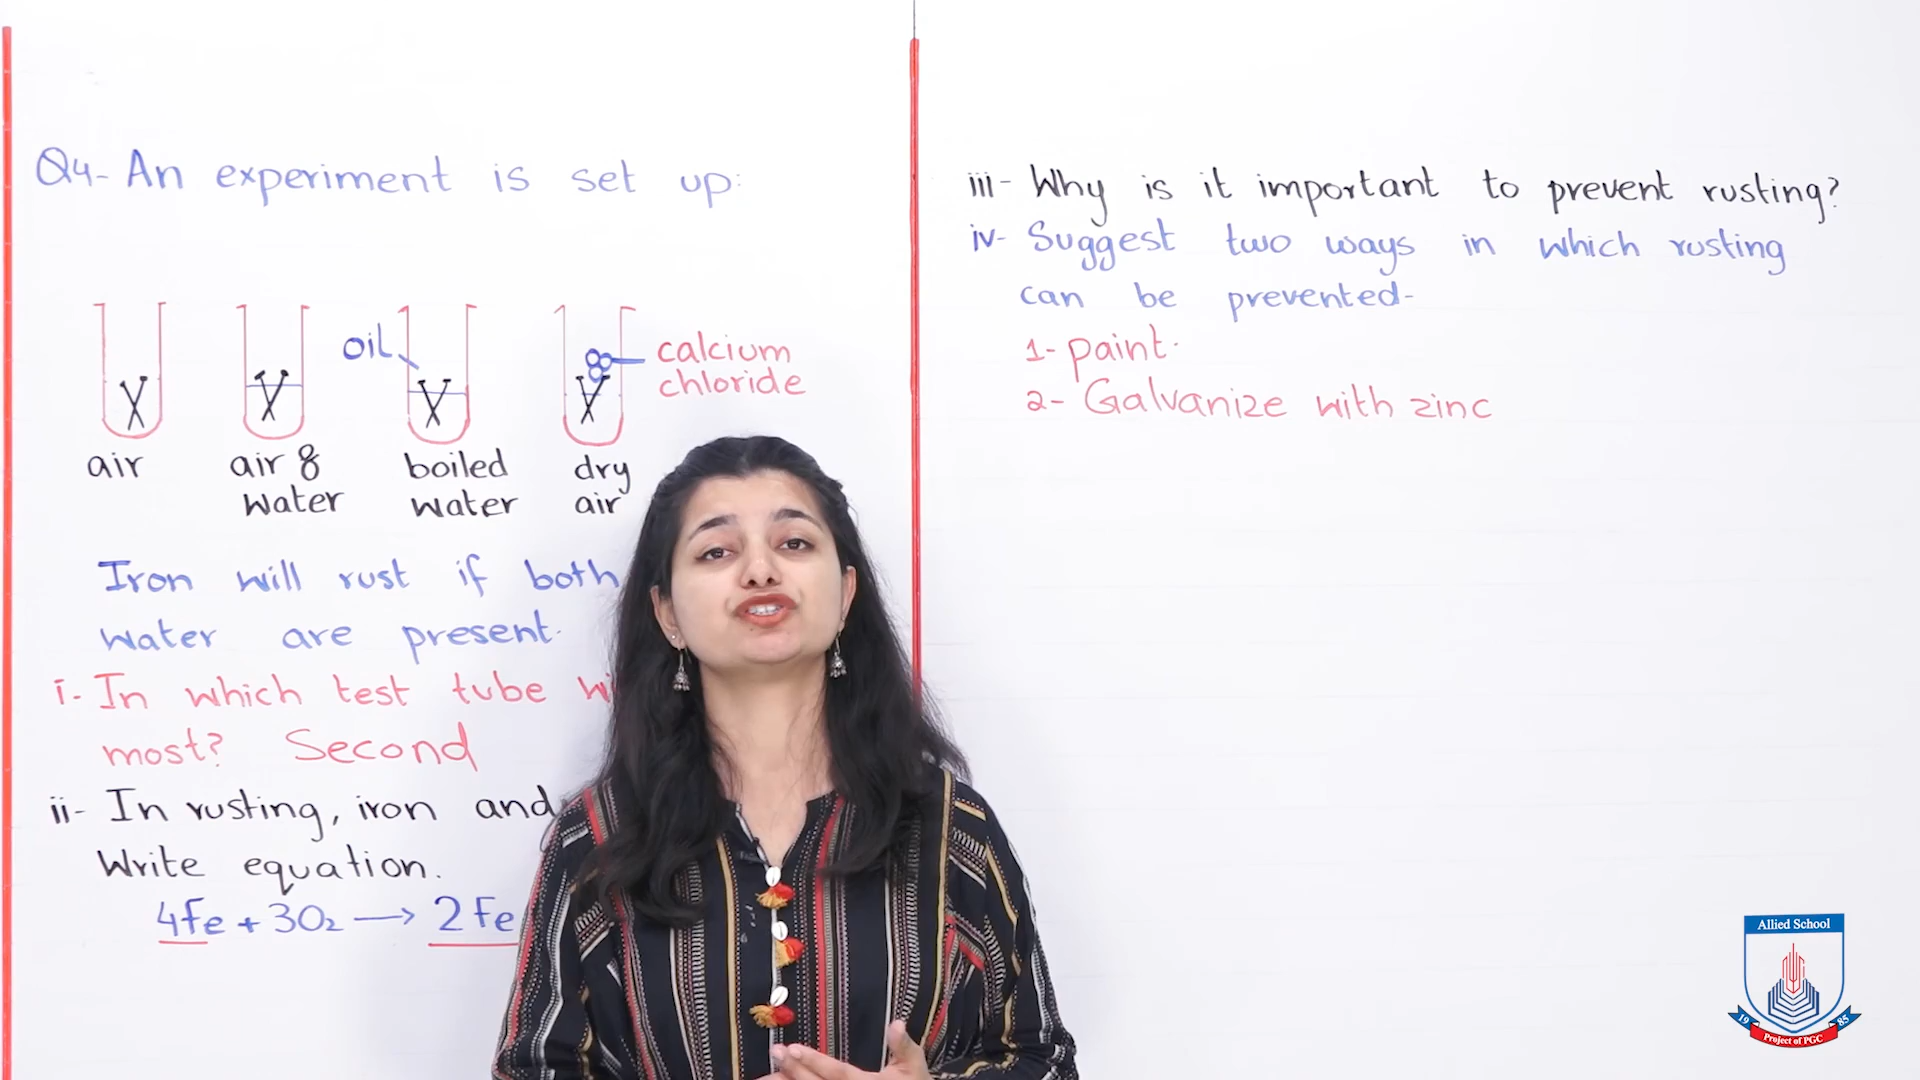 Q4- An experiment is set up:
oil
calcium
chloride
air
air &
water
boiled
water
dry
air
Iron will rust if both
water are present.
i- In which test tube
most? Second
ii- In rusting, iron and
Write equation.
4Fe + 3O₂ → 2Fe
iii- Why is it important to prevent rusting?
iv- Suggest two ways in which rusting
can be prevented-
1- paint.
2- Galvanize with zinc
Allied School
19 85
Project of PGC